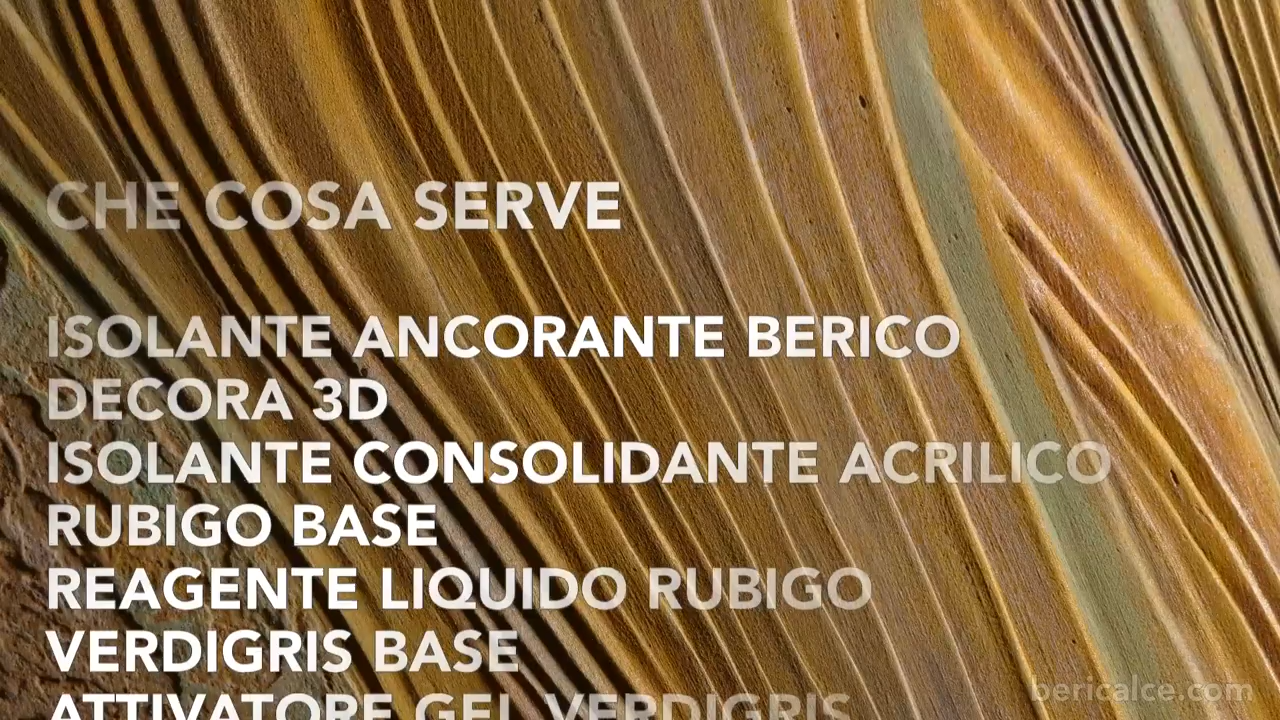 CHE COSA SERVE
ISOLANTE ANCORANTE BERICO
DECORA 3D
ISOLANTE CONSOLIDANTE ACRILICO
RUBIGO BASE
REAGENTE LIQUIDO RUBIGO
VERDIGRIS BASE
ATTIVATORE GEL VERDIGRIS
bericalce.com